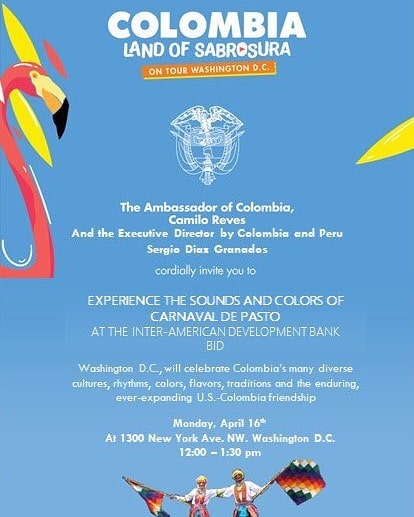 COLOMBIA
LAND OF SABROSURA
ON TOUR WASHINGTON D.C.
The Ambassador of Colombia,
Camilo Reves
And the Executive Director by Colombia and Peru
Sergio Diaz Granados
cordially invite you to
EXPERIENCE THE SOUNDS AND COLORS OF
CARNAVAL DE PASTO
AT THE INTER-AMERICAN DEVELOPMENT BANK
BID
Washington D.C., will celebrate Colombia's many diverse
cultures, rhythms, colors, flavors, traditions and the enduring,
ever-expanding U.S.-Colombia friendship
Monday, April 16th
At 1300 New York Ave. NW. Washington D.C.
12:00 – 1:30 pm